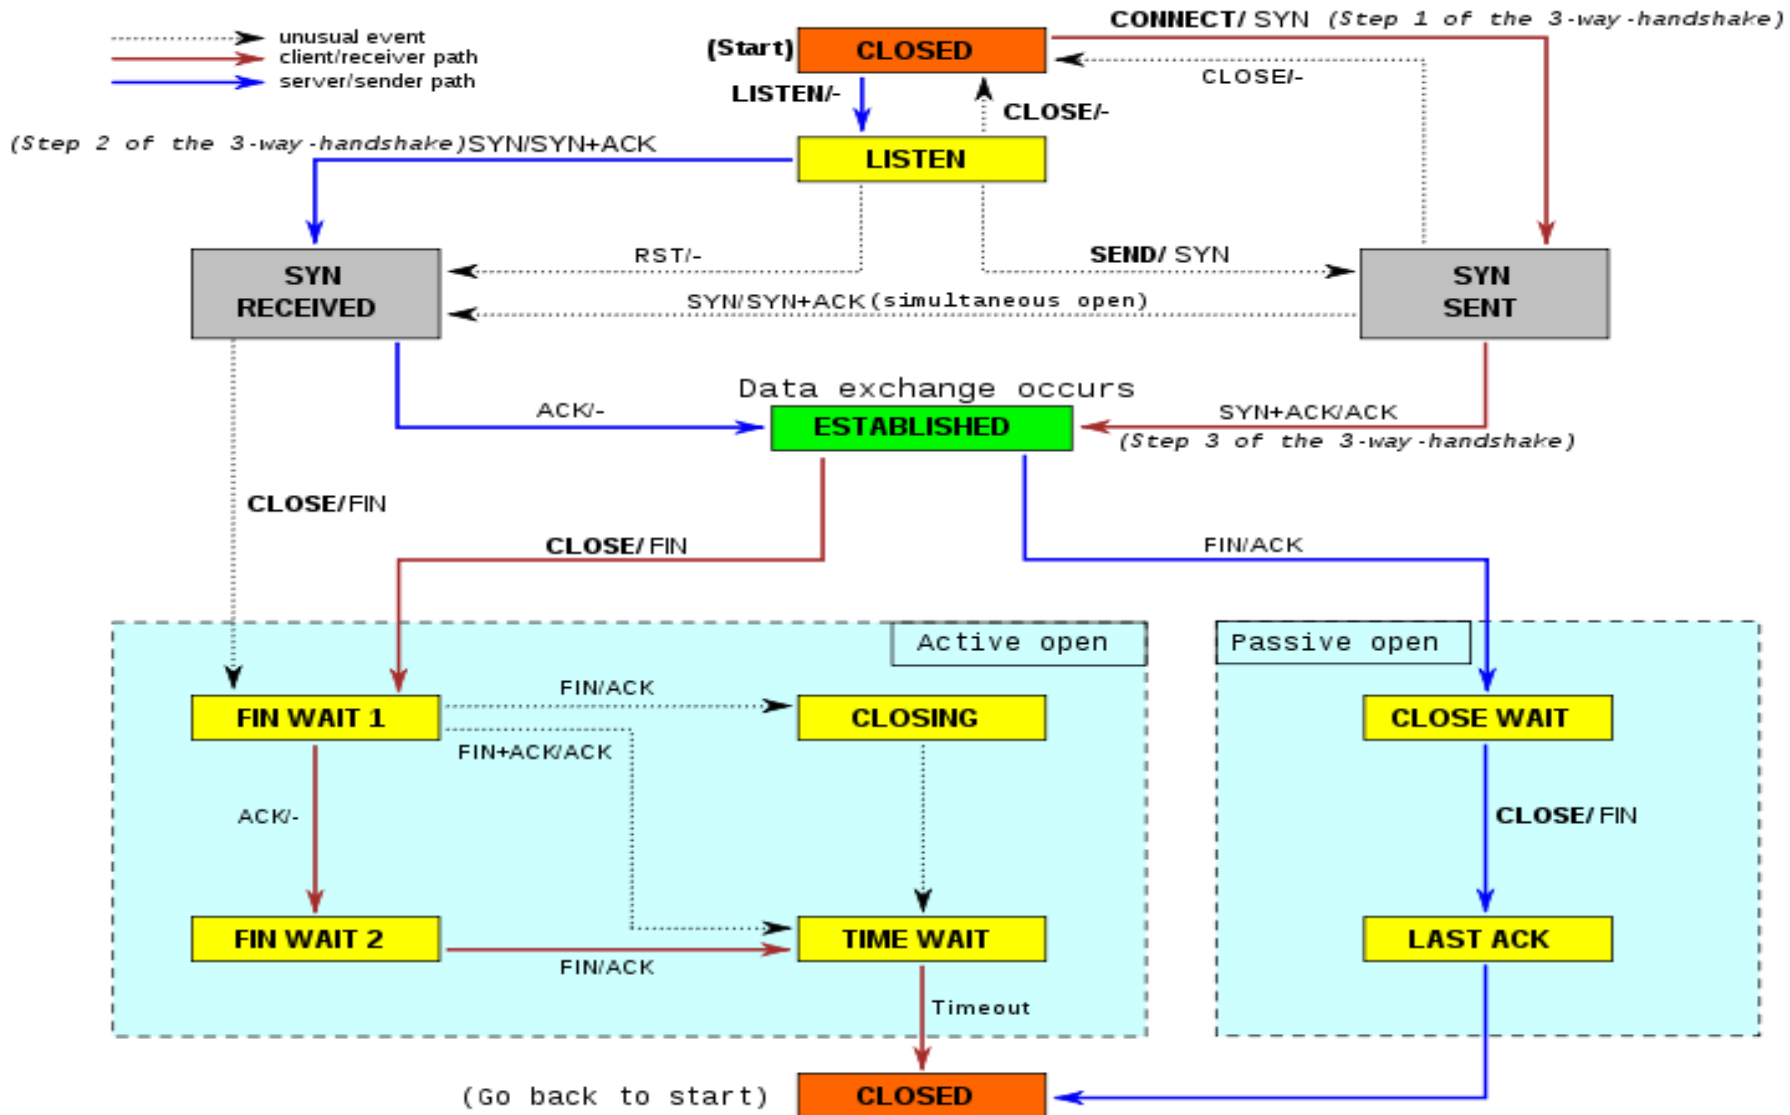 CONNECT/ SYN (Step 1 of the 3-way-handshake)
unusual event
client/receiver path
server/sender path
(Start)
CLOSED
CLOSE/-
LISTEN/-
CLOSE/-
(Step 2 of the 3-way-handshake) SYN/SYN+ACK
LISTEN
RST/-
SEND/ SYN
SYN
RECEIVED
SYN
SENT
SYN/SYN+ACK (simultaneous open)
Data exchange occurs
ACK/-
ESTABLISHED
SYN+ACK/ACK
(Step 3 of the 3-way-handshake)
CLOSE/ FIN
CLOSE/ FIN
FIN/ACK
Active open
Passive open
FIN/ACK
FIN WAIT 1
CLOSING
CLOSE WAIT
FIN+ACK/ACK
ACK/-
CLOSE/ FIN
FIN WAIT 2
TIME WAIT
LAST ACK
FIN/ACK
Timeout
(Go back to start)
CLOSED